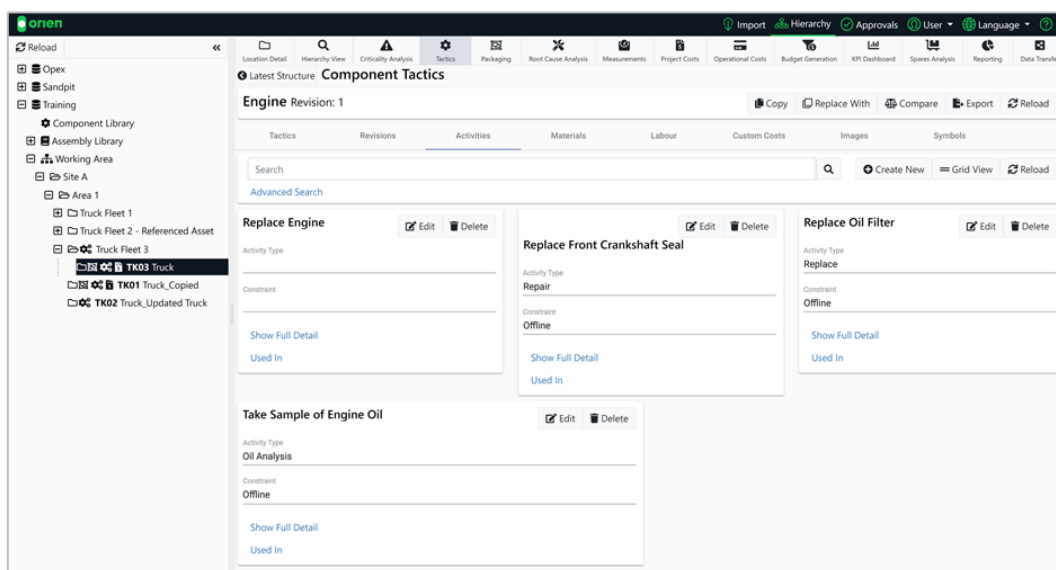 orien
Import Hierarchy Approvals User Language
Reload
Opex
Sandpit
Training
Component Library
Assembly Library
Working Area
Site A
Area 1
Truck Fleet 1
Truck Fleet 2 - Referenced Asset
Truck Fleet 3
TK03 Truck
TK01 Truck_Copied
TK02 Truck_Updated Truck
Location Detail Hierarchy View Criticality Analysis Tactics Packaging Root Cause Analysis Measurements Project Costs Operational Costs Budget Generation KPI Dashboard Spares Analysis Reporting Data Transfe
Latest Structure Component Tactics
Engine Revision: 1
Copy Replace With Compare Export Reload
Tactics Revisions Activities Materials Labour Custom Costs Images Symbols
Search
Create New Grid View Reload
Advanced Search
Replace Engine
Edit Delete
Activity Type
Constraint
Show Full Detail
Used In
Edit Delete
Replace Front Crankshaft Seal
Activity Type
Repair
Constraint
Offline
Show Full Detail
Used In
Replace Oil Filter
Edit Delete
Activity Type
Replace
Constraint
Offline
Show Full Detail
Used In
Take Sample of Engine Oil
Edit Delete
Activity Type
Oil Analysis
Constraint
Offline
Show Full Detail
Used In